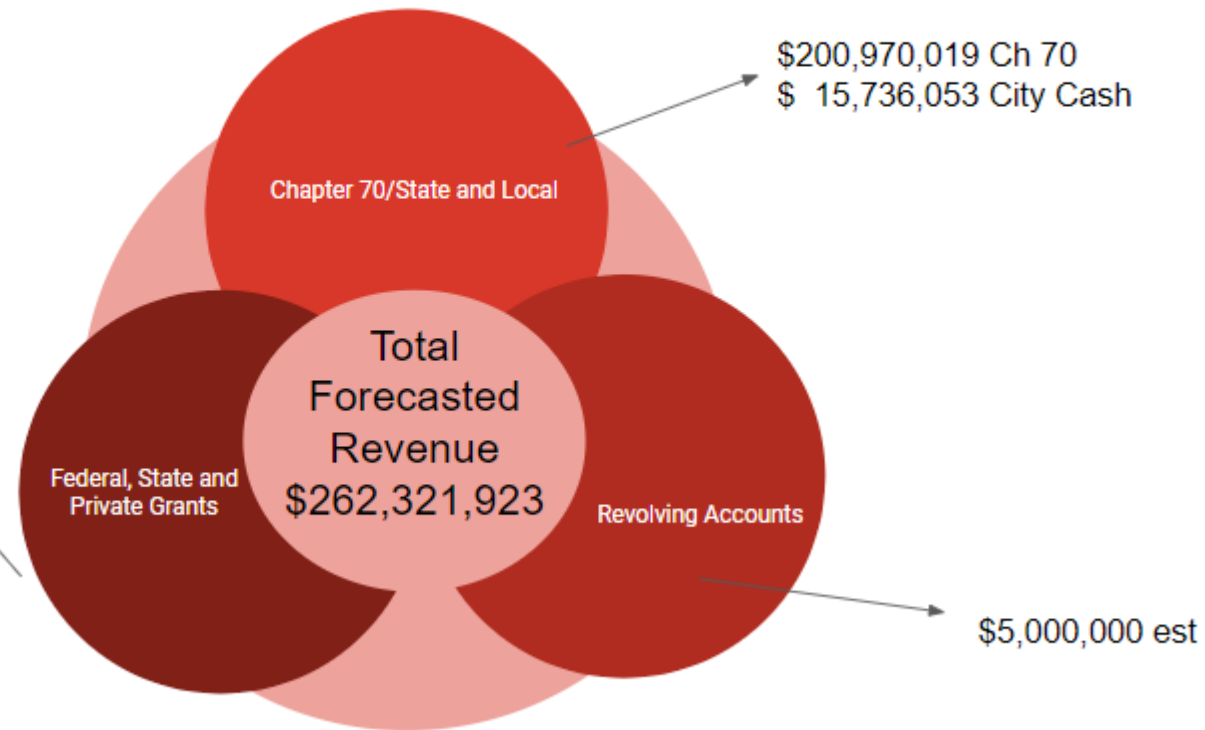 $200,970,019 Ch 70
$ 15,736,053 City Cash
Chapter 70/State and Local
Total
Forecasted
Revenue
$262,321,923
Federal, State and
Private Grants
Revolving Accounts
$5,000,000 est